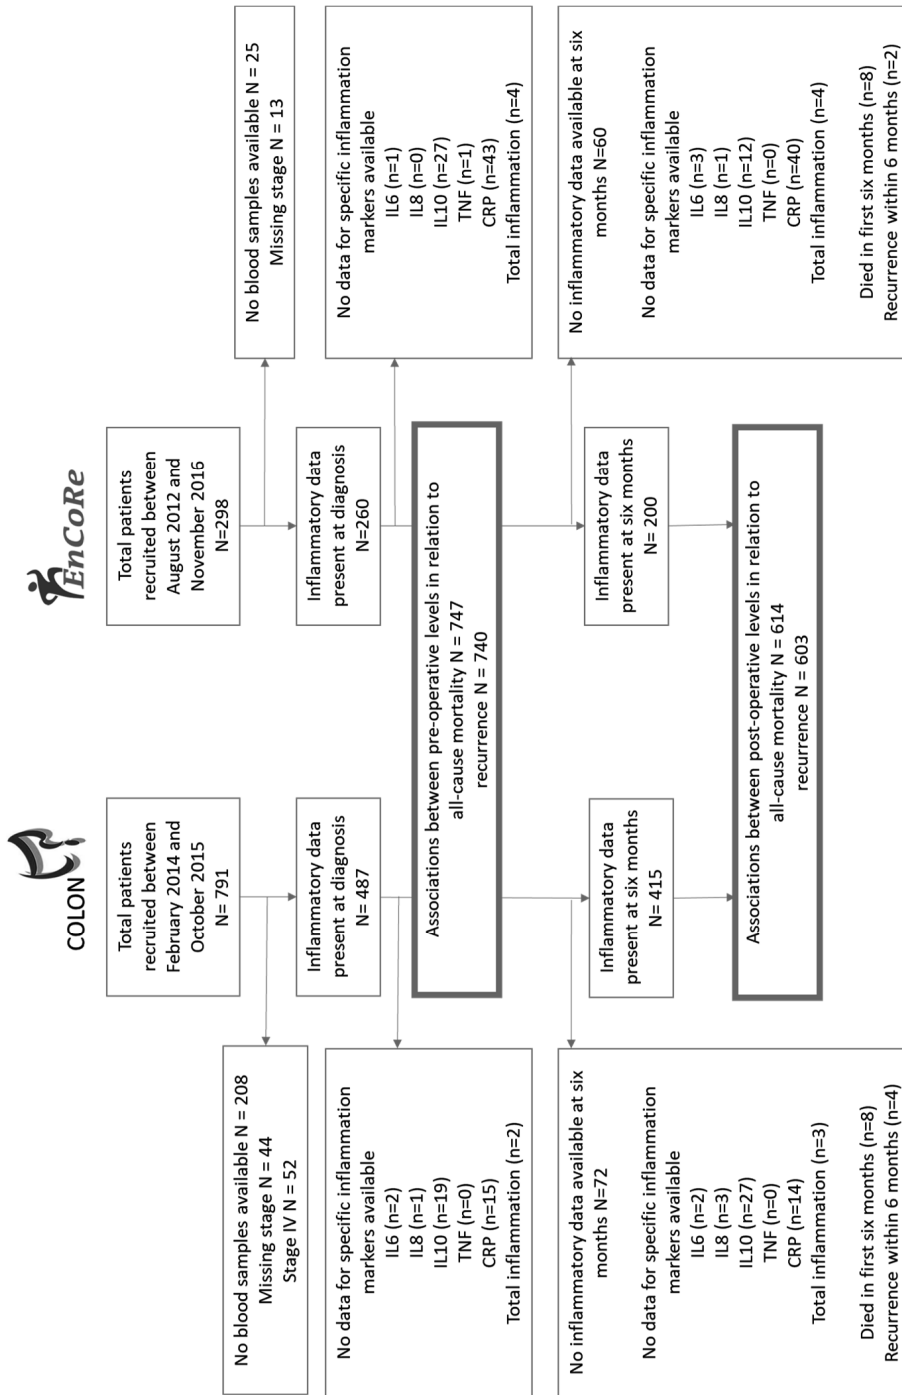 COLON
EnCoRe
Total patients
recruited between
February 2014 and
October 2015
N= 791
Total patients
recruited between
August 2012 and
November 2016
N=298
No blood samples available N = 208
Missing stage N = 44
Stage IV N = 52
No blood samples available N = 25
Missing stage N = 13
Inflammatory data
present at diagnosis
N= 487
Inflammatory data
present at diagnosis
N=260
No data for specific inflammation
markers available
IL6 (n=2)
IL8 (n=1)
IL10 (n=19)
TNF (n=0)
CRP (n=15)
Total inflammation (n=2)
No data for specific inflammation
markers available
IL6 (n=1)
IL8 (n=0)
IL10 (n=27)
TNF (n=1)
CRP (n=43)
Total inflammation (n=4)
Associations between pre-operative levels in relation to
all-cause mortality N = 747
recurrence N = 740
No inflammatory data available at six
months N=72
No data for specific inflammation
markers available
IL6 (n=2)
IL8 (n=3)
IL10 (n=27)
TNF (n=0)
CRP (n=14)
Total inflammation (n=3)
Died in first six months (n=8)
Recurrence within 6 months (n=4)
Inflammatory data
present at six months
N= 415
Inflammatory data
present at six months
N= 200
No inflammatory data available at six
months N=60
No data for specific inflammation
markers available
IL6 (n=3)
IL8 (n=1)
IL10 (n=12)
TNF (n=0)
CRP (n=40)
Total inflammation (n=4)
Died in first six months (n=8)
Recurrence within 6 months (n=2)
Associations between post-operative levels in relation to
all-cause mortality N = 614
recurrence N = 603